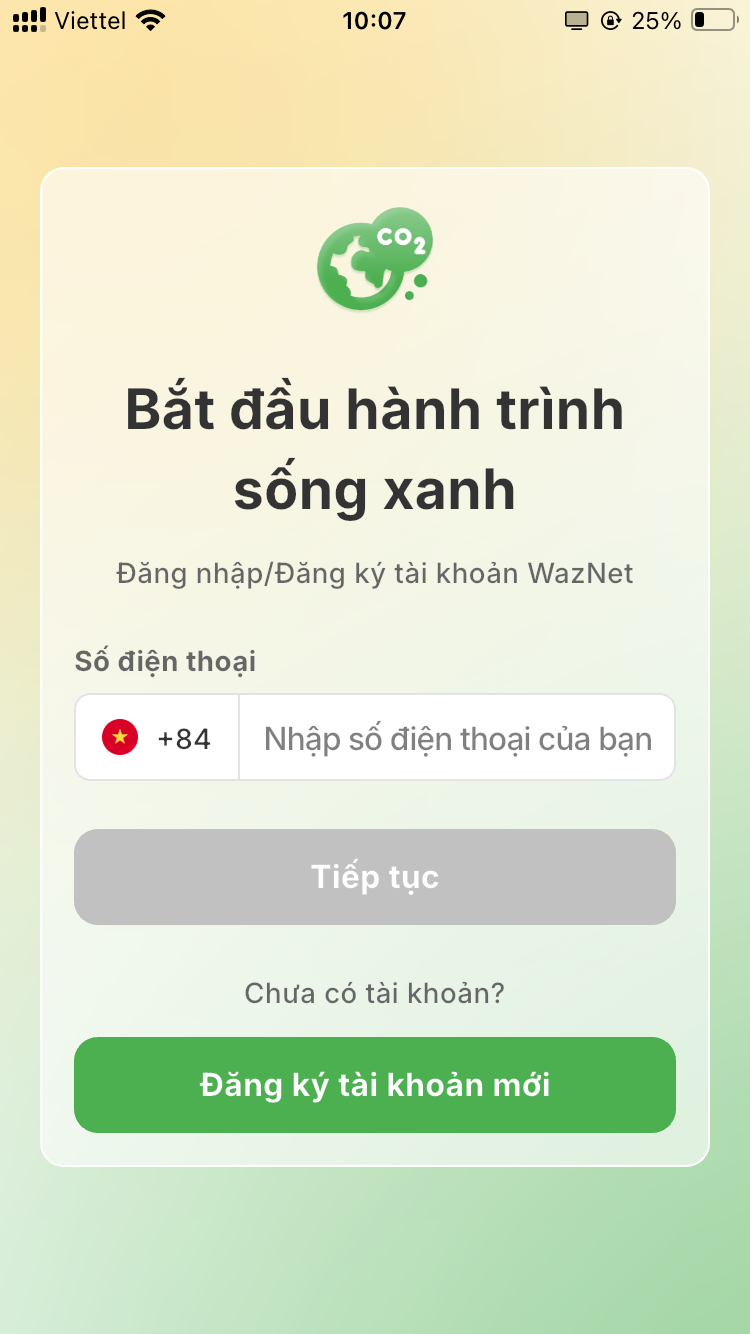 Viettel 10:07 25%
CO2
Bắt đầu hành trình
sống xanh
Đăng nhập/Đăng ký tài khoản WazNet
Số điện thoại
+84 Nhập số điện thoại của bạn
Tiếp tục
Chưa có tài khoản?
Đăng ký tài khoản mới